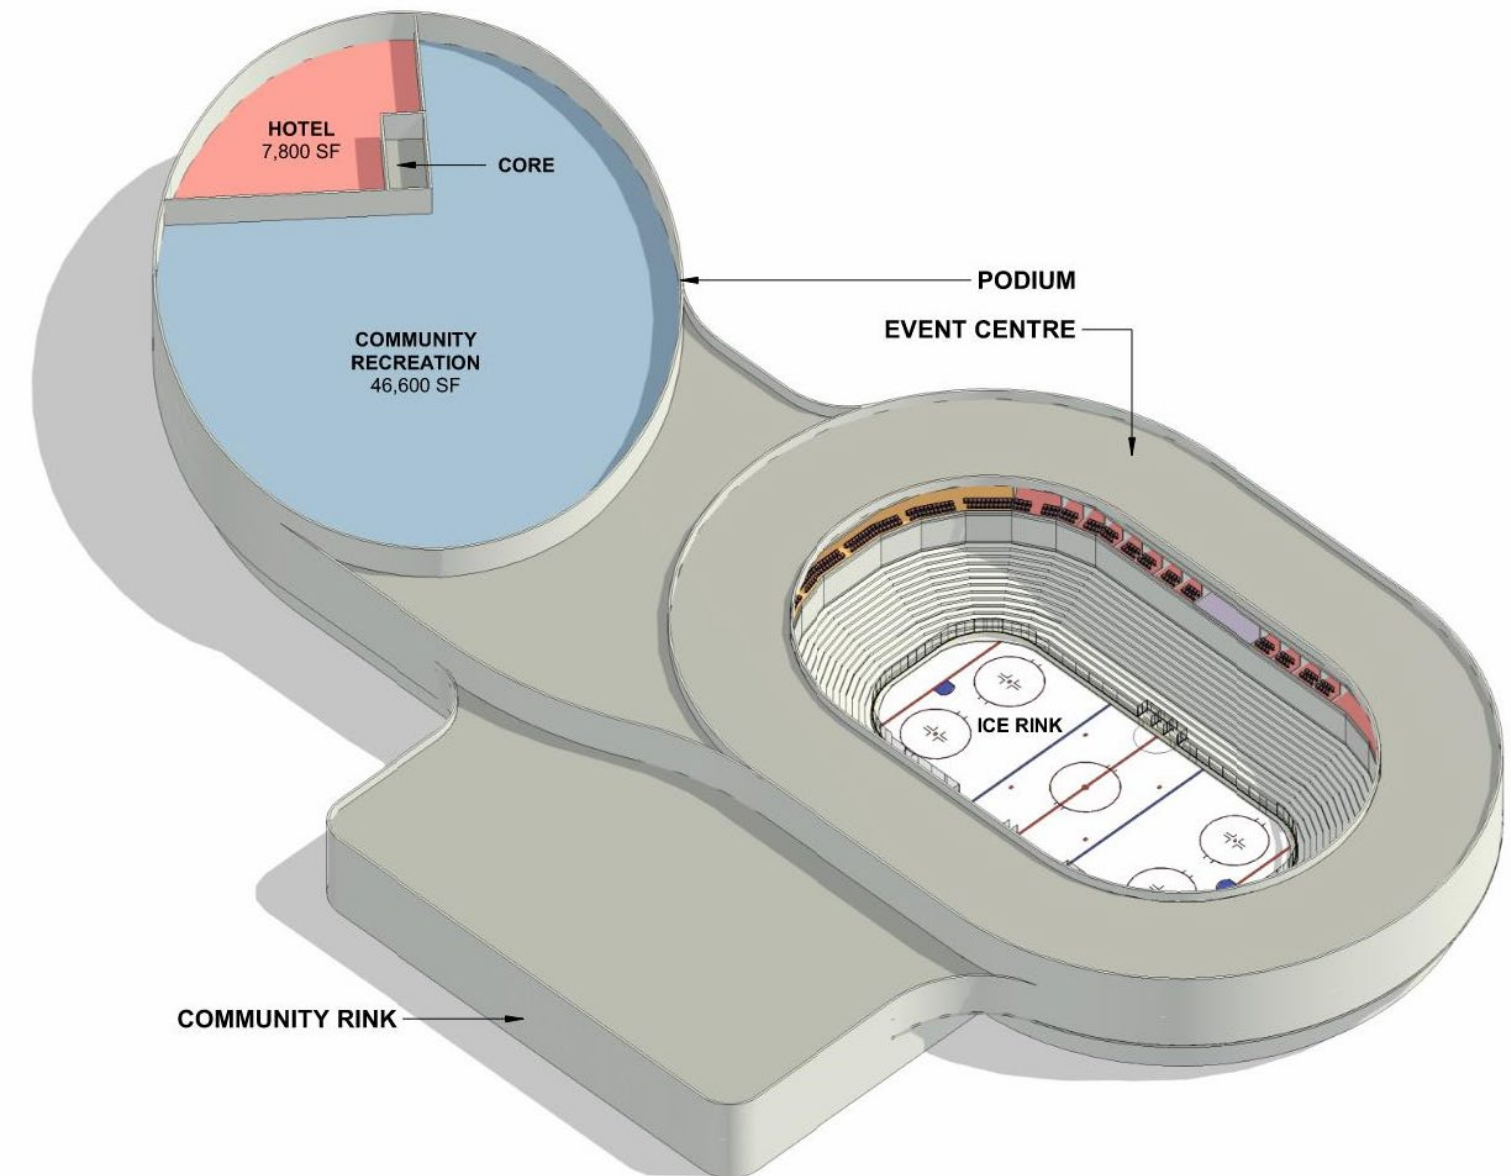 HOTEL
7,800 SF
CORE
PODIUM
EVENT CENTRE
COMMUNITY
RECREATION
46,600 SF
ICE RINK
COMMUNITY RINK